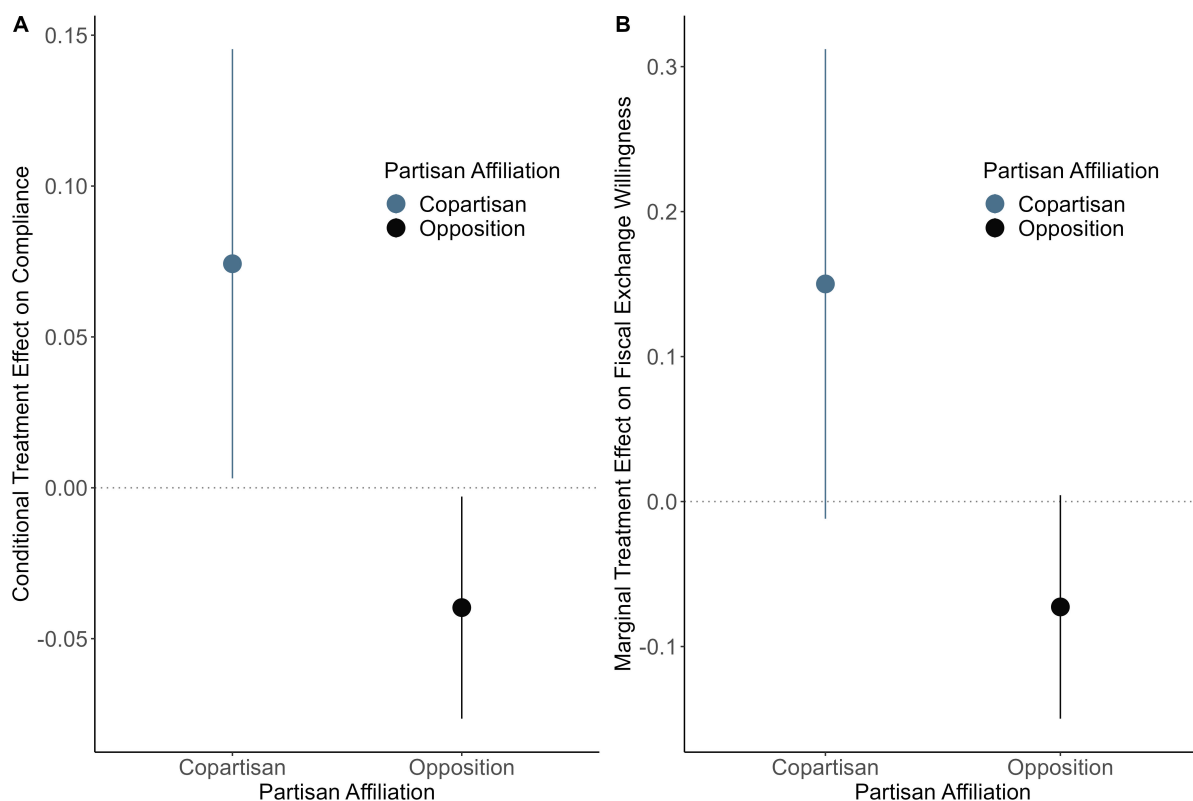 A
Conditional Treatment Effect on Compliance
0.15
0.10
0.05
0.00
-0.05
Partisan Affiliation
Copartisan
Opposition
Copartisan Opposition
Partisan Affiliation
B
Marginal Treatment Effect on Fiscal Exchange Willingness
0.3
0.2
0.1
0.0
-0.1
Partisan Affiliation
Copartisan
Opposition
Copartisan Opposition
Partisan Affiliation